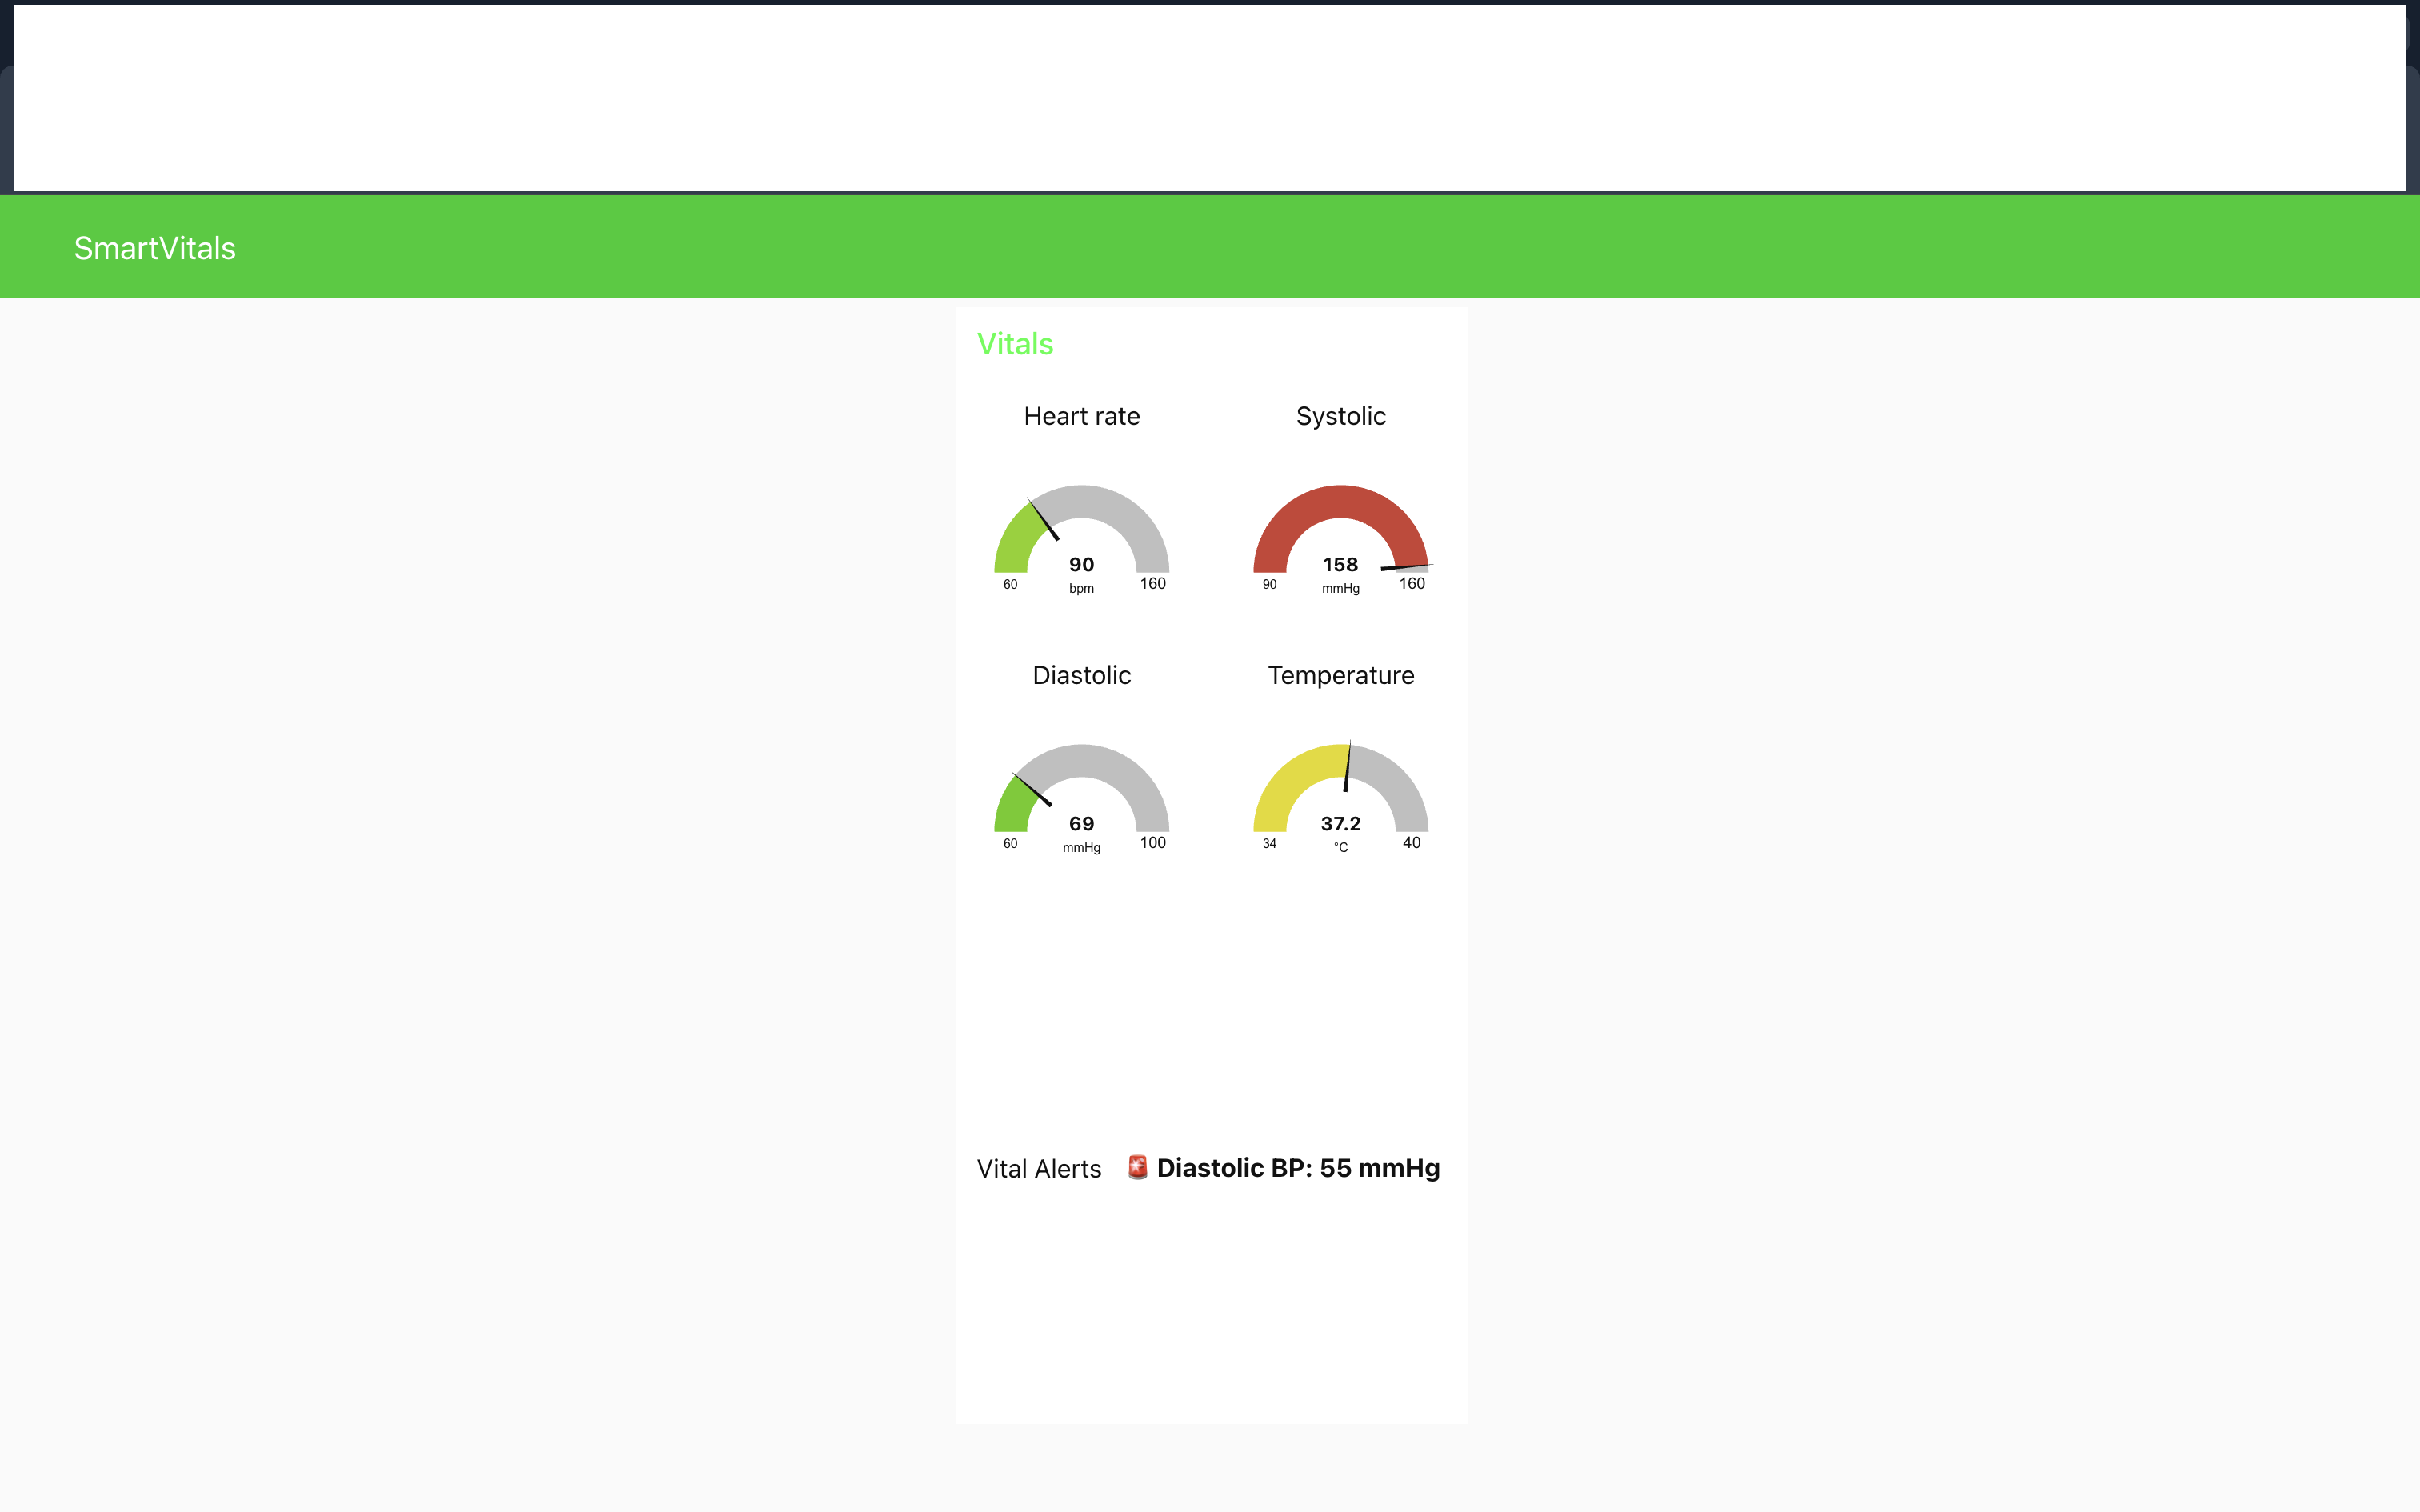 SmartVitals
Vitals
Heart rate
90
60
bpm
160
Systolic
158
90
mmHg
160
Diastolic
69
60
mmHg
100
Temperature
37.2
34
°C
40
Vital Alerts 🚨 Diastolic BP: 55 mmHg